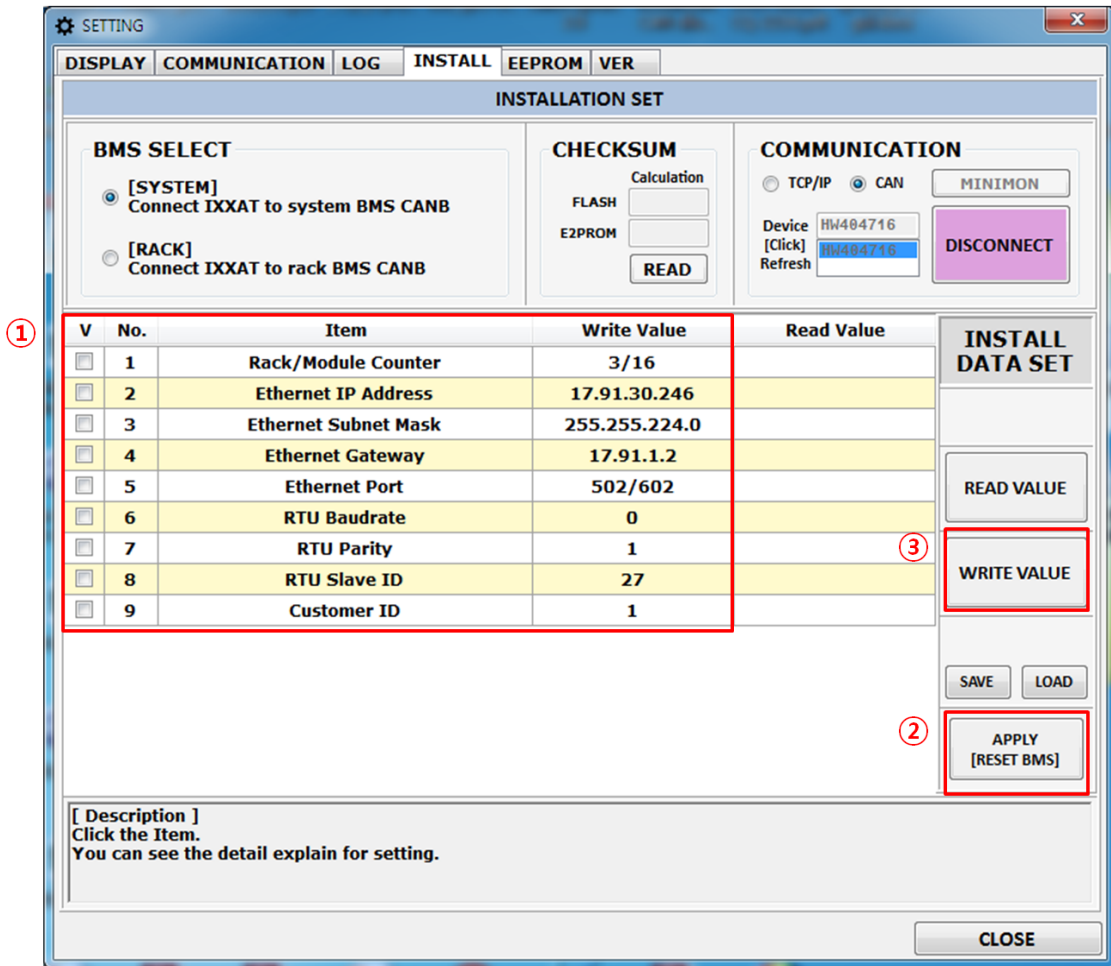 SETTING
DISPLAY COMMUNICATION LOG INSTALL EEPROM VER
INSTALLATION SET
BMS SELECT
[SYSTEM]
Connect IXXAT to system BMS CANB
[RACK]
Connect IXXAT to rack BMS CANB
CHECKSUM
Calculation
FLASH
E2PROM
READ
COMMUNICATION
TCP/IP CAN MINIMON
Device HW404716
[Click] HW404716
Refresh
DISCONNECT
①
V No. Item Write Value Read Value
1 Rack/Module Counter 3/16
2 Ethernet IP Address 17.91.30.246
3 Ethernet Subnet Mask 255.255.224.0
4 Ethernet Gateway 17.91.1.2
5 Ethernet Port 502/602
6 RTU Baudrate 0
7 RTU Parity 1
8 RTU Slave ID 27
9 Customer ID 1
INSTALL
DATA SET
READ VALUE
③
WRITE VALUE
SAVE LOAD
②
APPLY
[RESET BMS]
[ Description ]
Click the Item.
You can see the detail explain for setting.
CLOSE